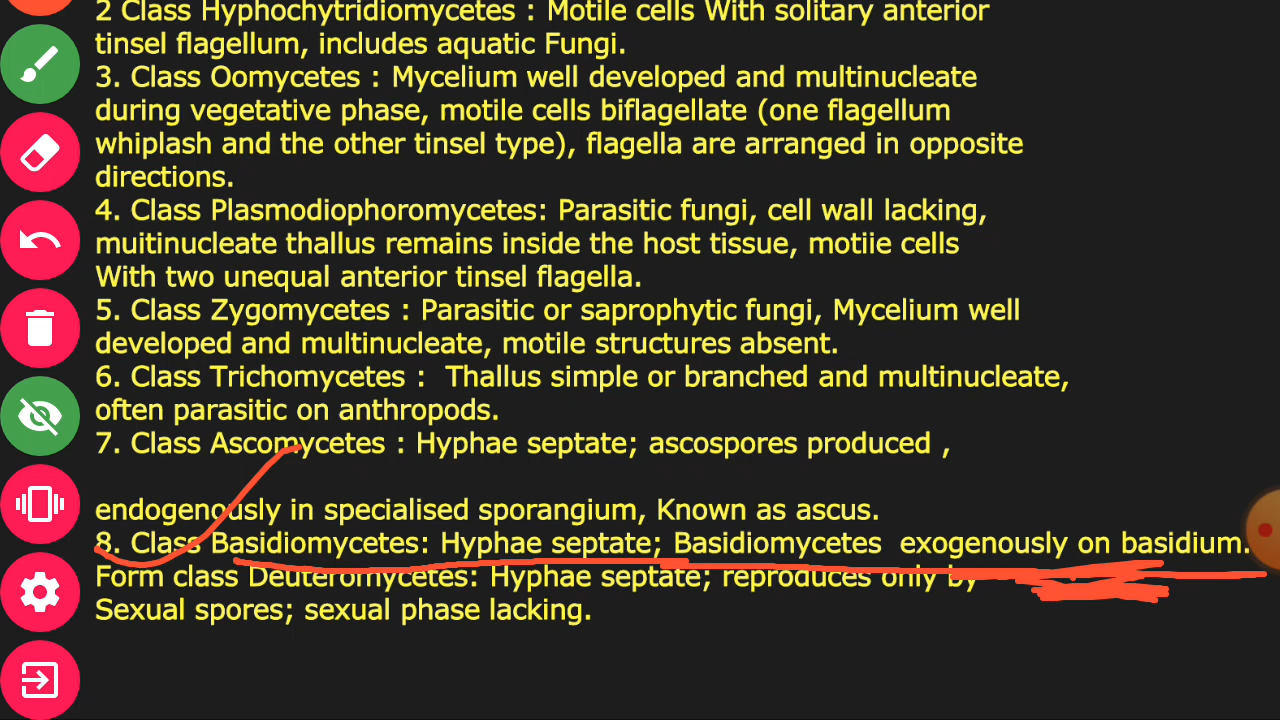 2 Class Hyphochytridiomycetes : Motile cells With solitary anterior
tinsel flagellum, includes aquatic Fungi.
3. Class Oomycetes : Mycelium well developed and multinucleate
during vegetative phase, motile cells biflagellate (one flagellum
whiplash and the other tinsel type), flagella are arranged in opposite
directions.
4. Class Plasmodiophoromycetes: Parasitic fungi, cell wall lacking,
muitinucleate thallus remains inside the host tissue, motiie cells
With two unequal anterior tinsel flagella.
5. Class Zygomycetes : Parasitic or saprophytic fungi, Mycelium well
developed and multinucleate, motile structures absent.
6. Class Trichomycetes :  Thallus simple or branched and multinucleate,
often parasitic on anthropods.
7. Class Ascomycetes : Hyphae septate; ascospores produced ,
endogenously in specialised sporangium, Known as ascus.
8. Class Basidiomycetes: Hyphae septate; Basidiomycetes  exogenously on basidium.
Form class Deuteromycetes: Hyphae septate; reproduces only by
Sexual spores; sexual phase lacking.